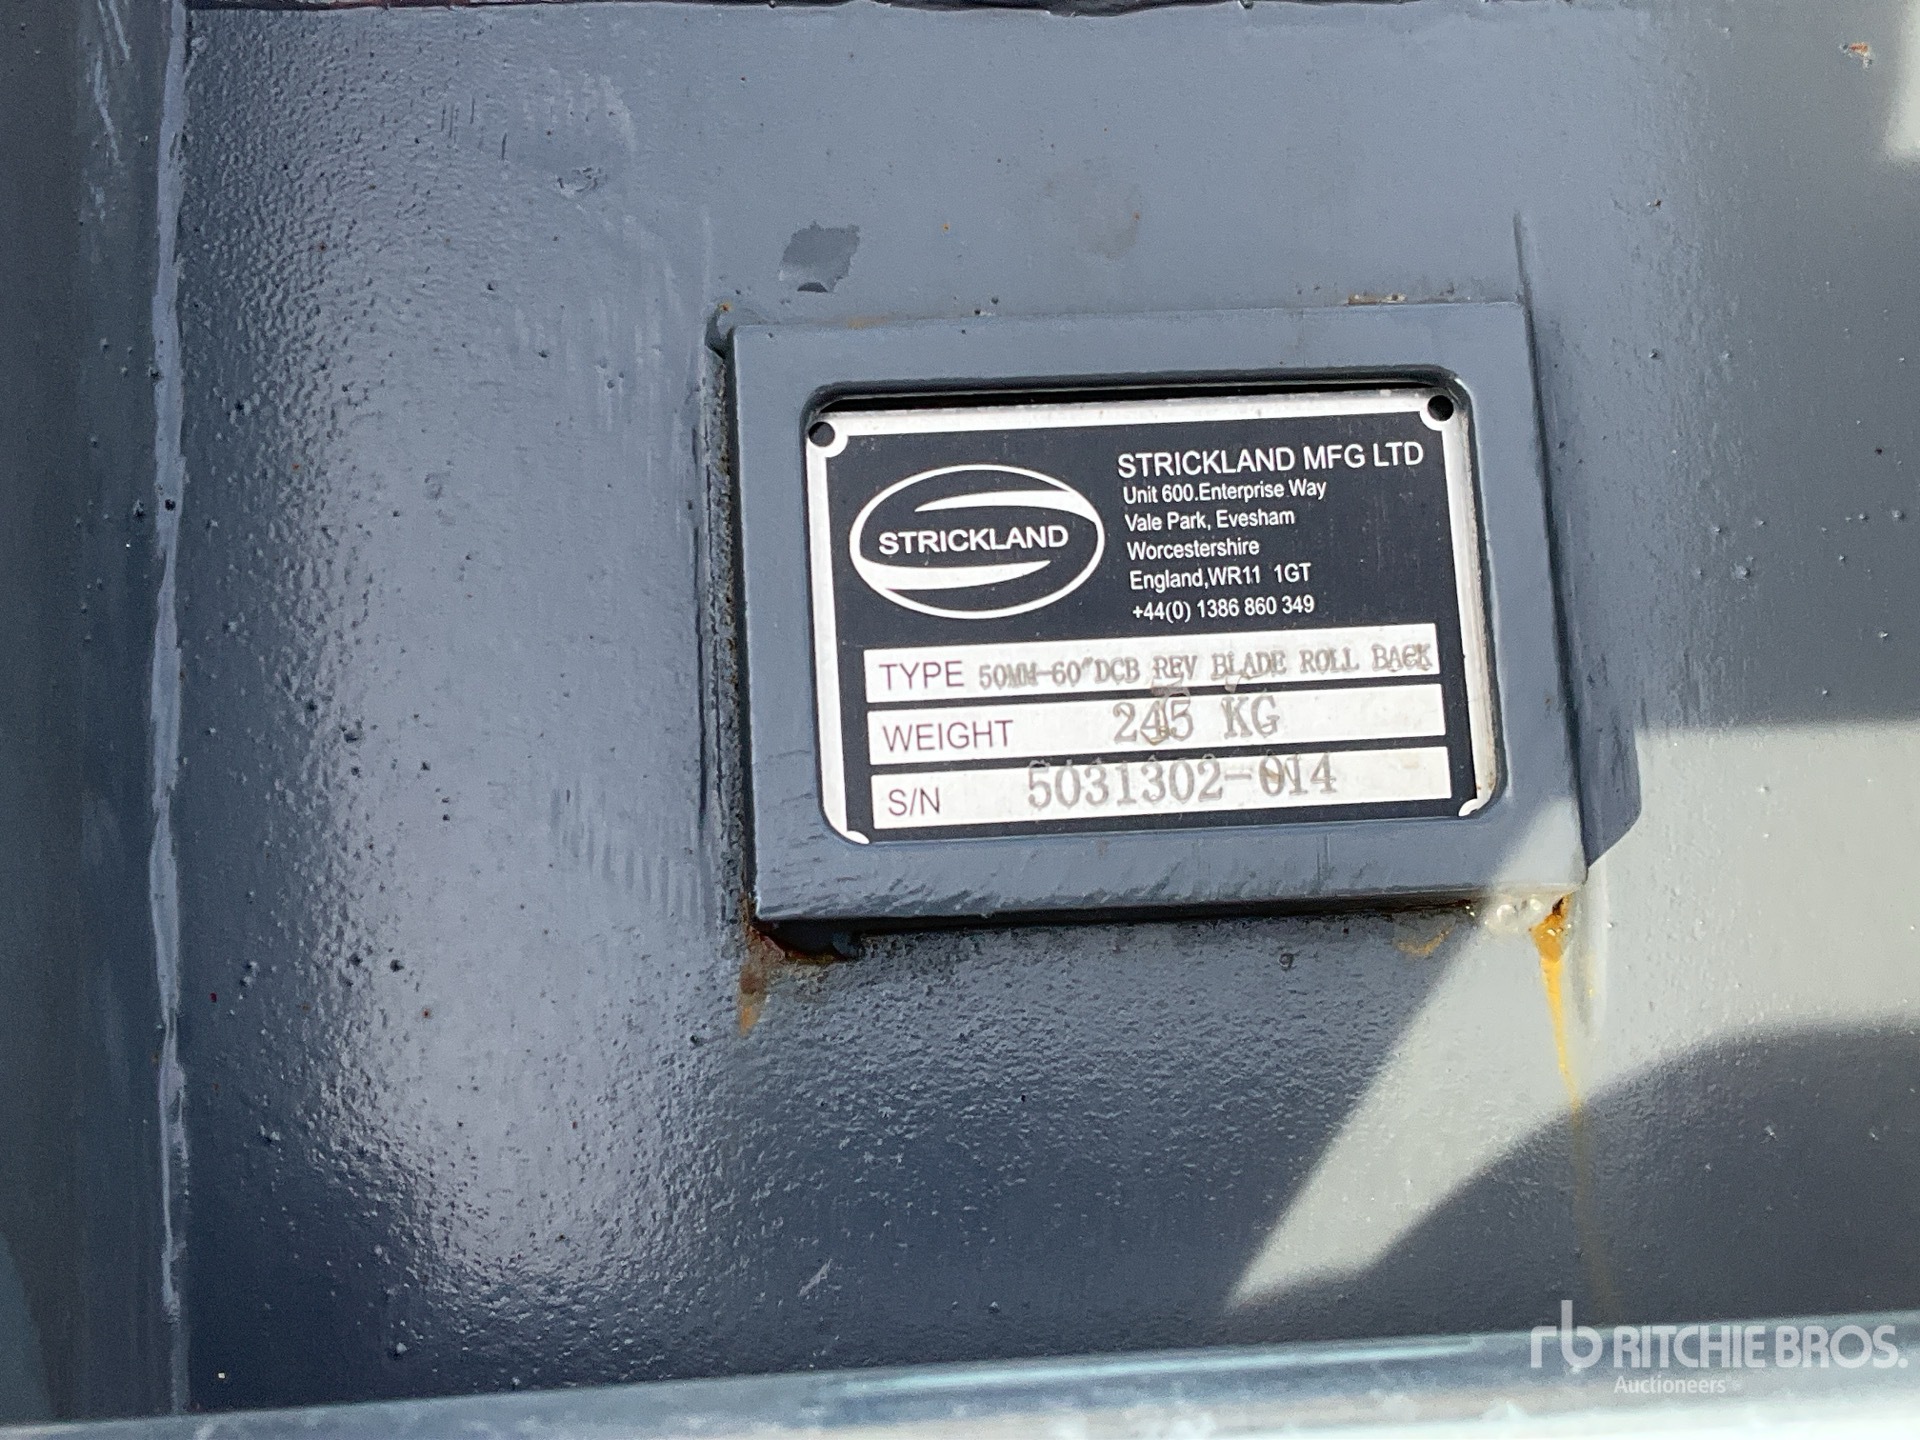 STRICKLAND
STRICKLAND MFG LTD
Unit 600.Enterprise Way
Vale Park, Evesham
Worcestershire
England,WR11 1GT
+44(0) 1386 860 349
TYPE 50MM-60"DCB REV BLADE ROLL BACK
WEIGHT 245 KG
S/N 5031302-014
rb RITCHIE BROS.
Auctioneers